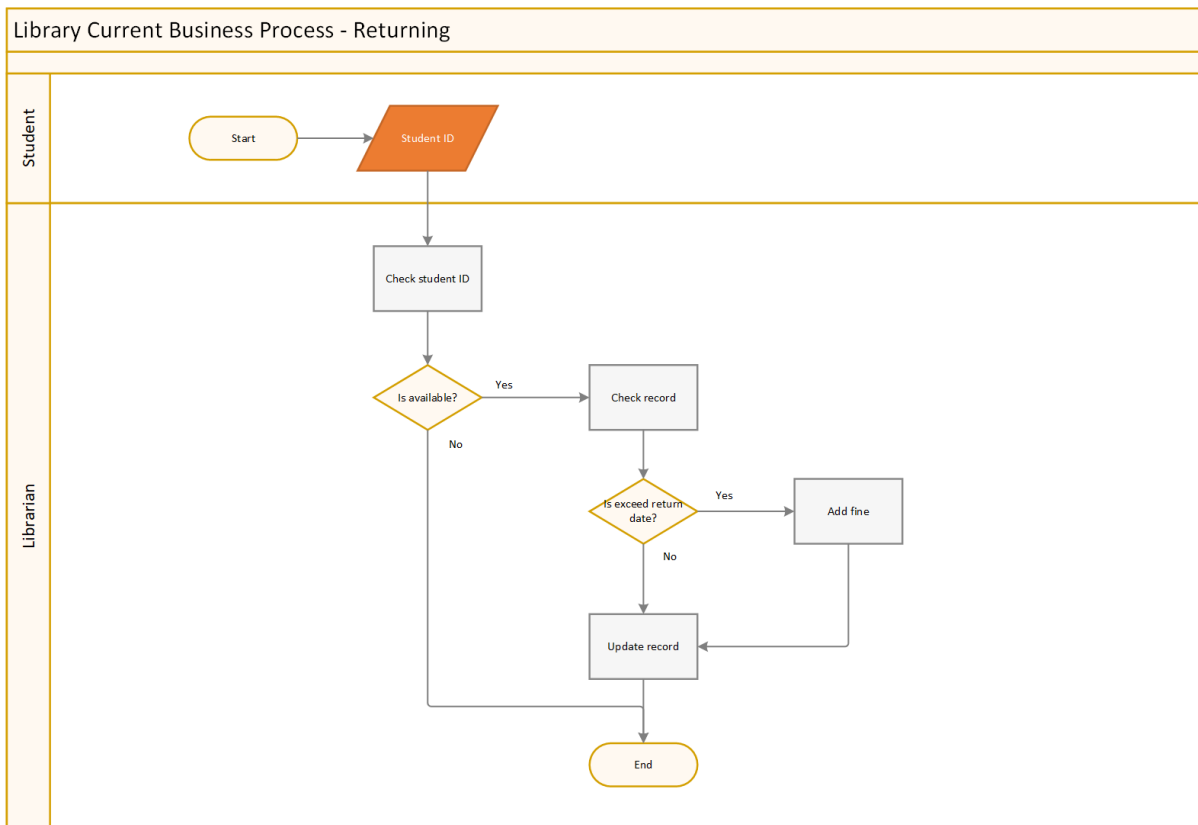 Library Current Business Process - Returning
Student
Start
Student ID
Librarian
Check student ID
Is available?
Yes
Check record
No
Is exceed return
date?
Yes
Add fine
No
Update record
End